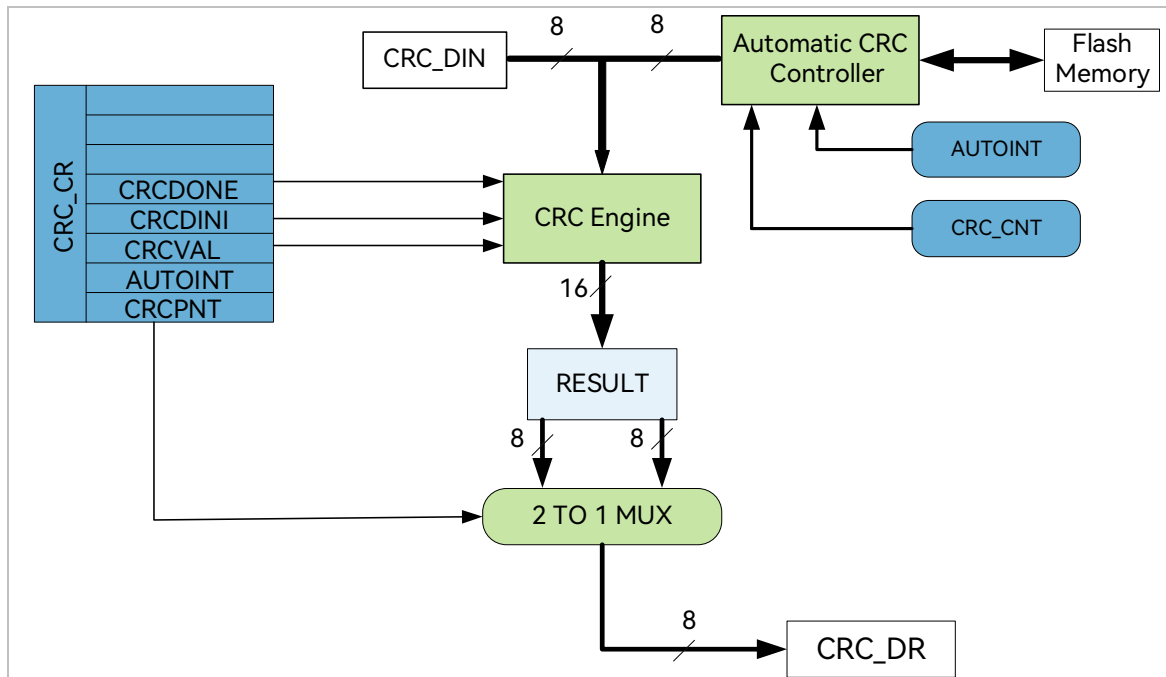 8
8
CRC_DIN
Automatic CRC
Controller
Flash
Memory
CRC_CR
CRCDONE
CRCDINI
CRCVAL
AUTOINT
CRCPNT
CRC Engine
AUTOINT
CRC_CNT
16
RESULT
8
8
2 TO 1 MUX
8
CRC_DR